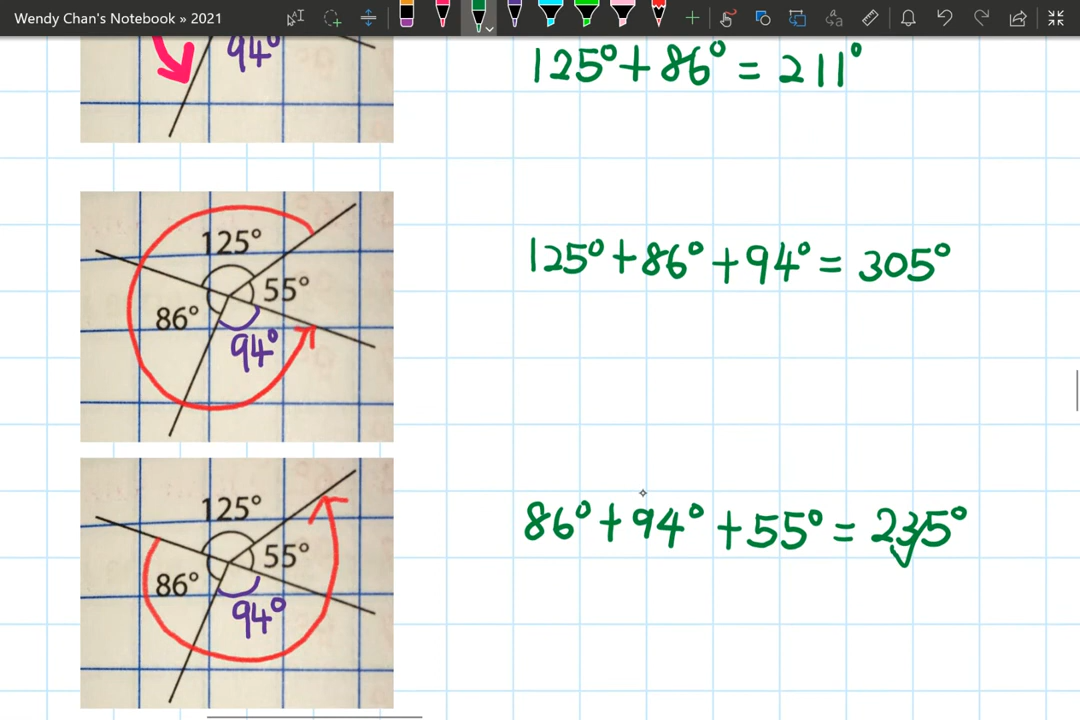 Wendy Chan's Notebook » 2021
94°
125° + 86° = 211°
125°
55°
86°
94°
125° + 86° + 94° = 305°
125°
55°
86°
94°
86° + 94° + 55° = 235°